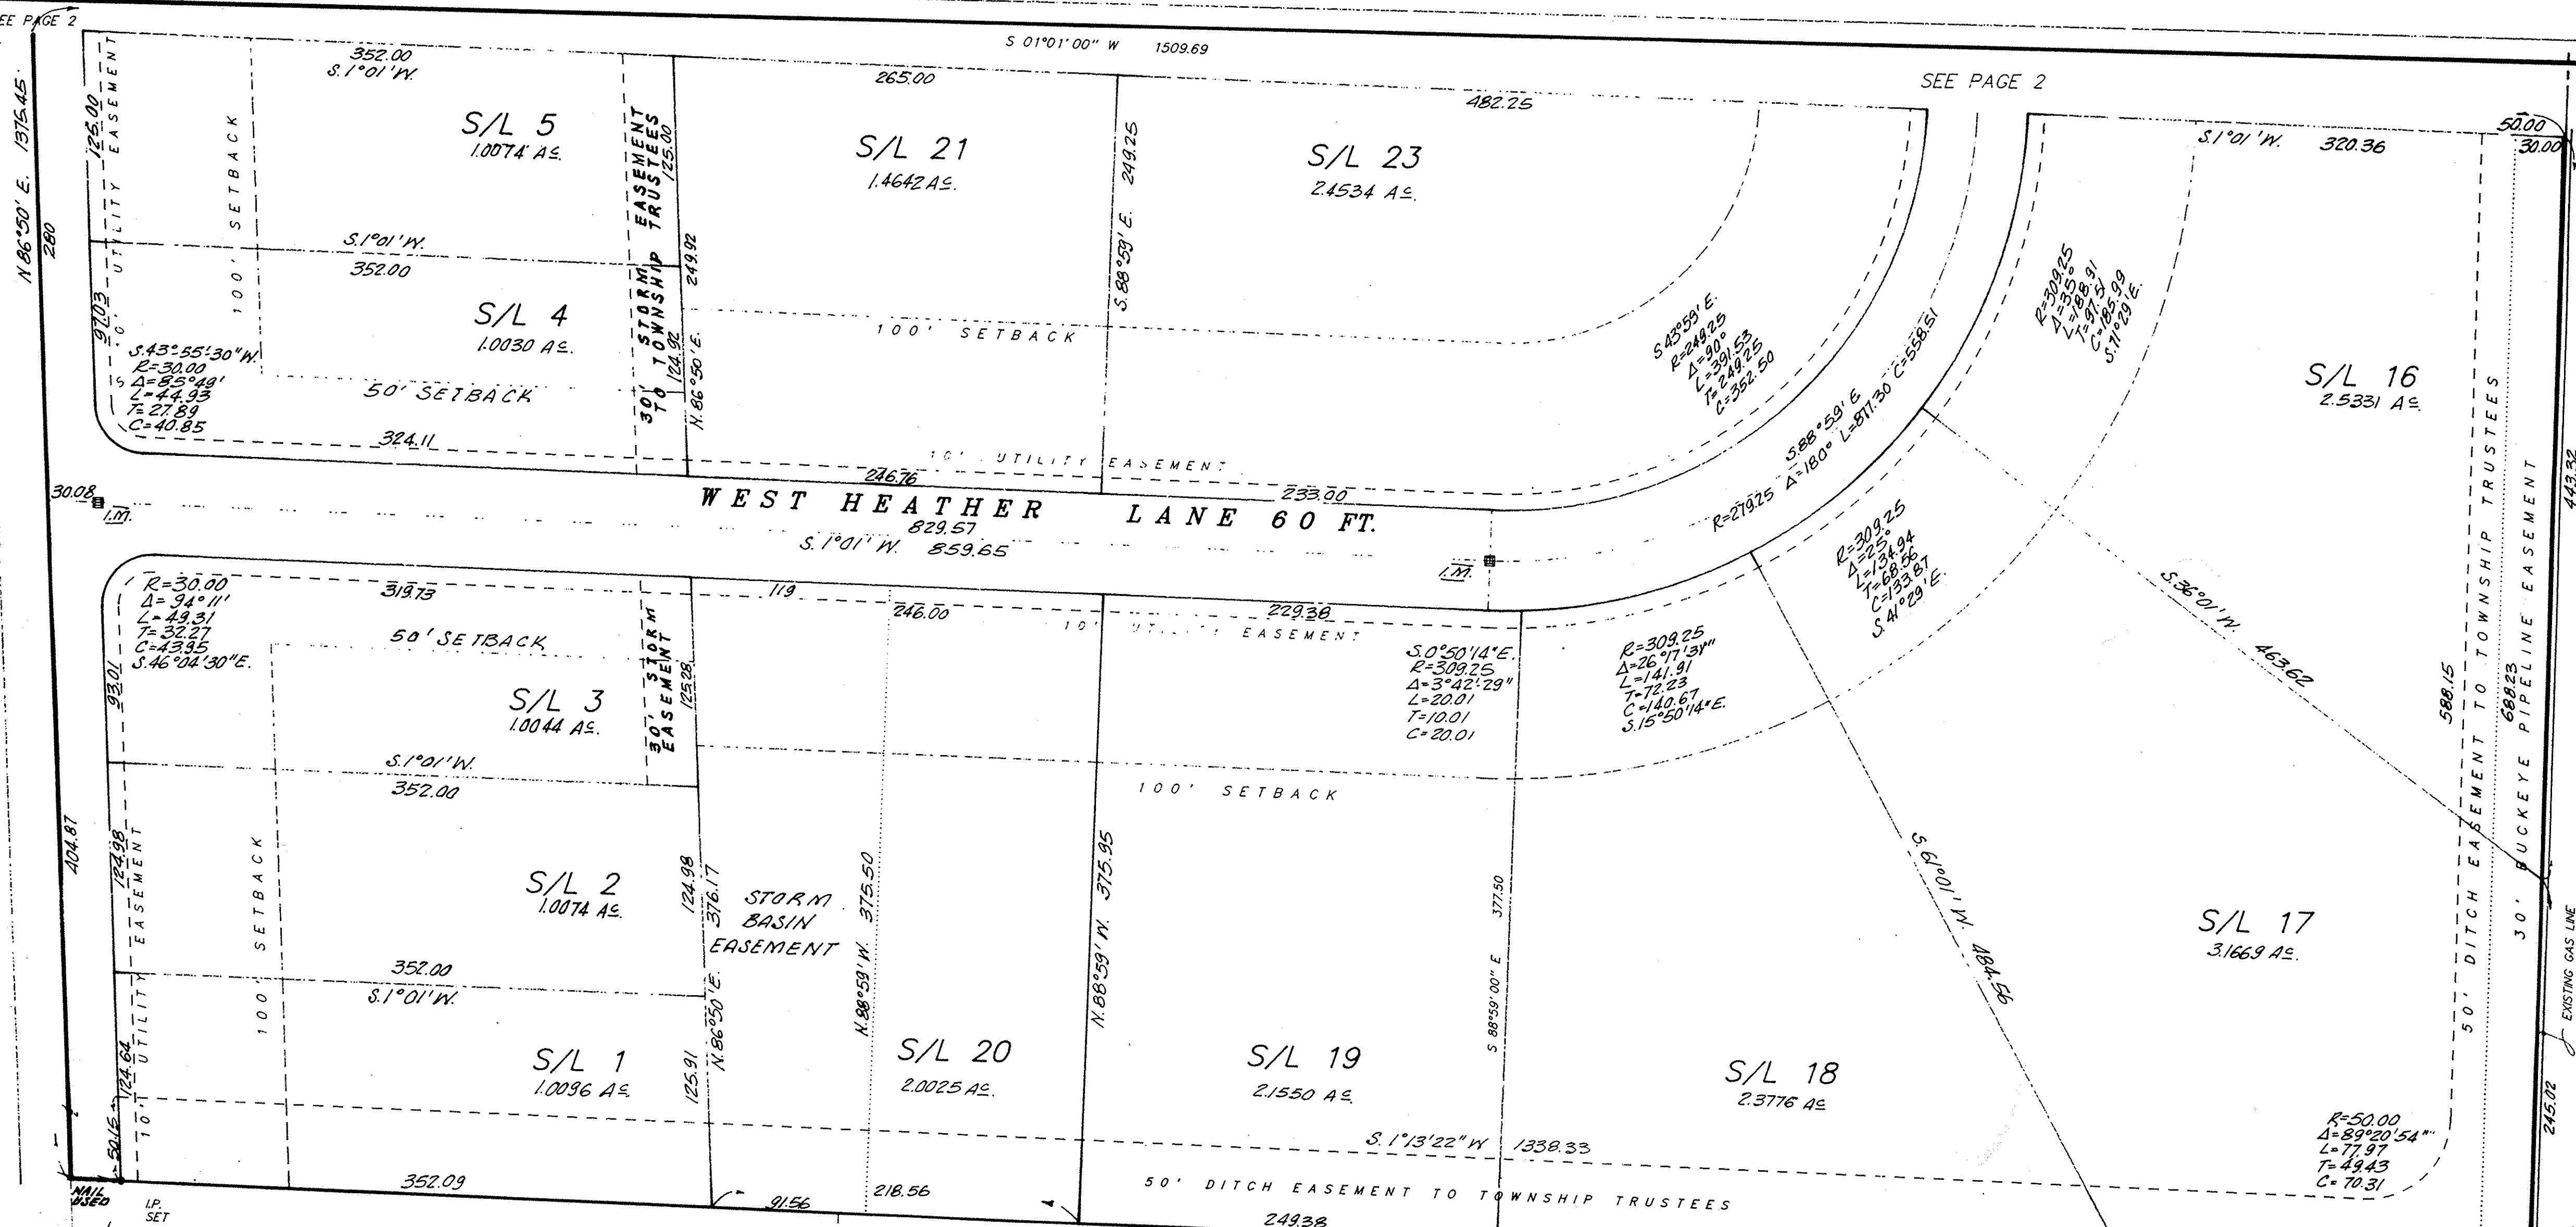 SEE PAGE 2
S 01°01'00" W 1509.69
SEE PAGE 2
N 86°50' E. 1375.45
280
125.00
UTILITY EASEMENT
100' SETBACK
352.00
S.1°01'W.
S/L 5
1.0074 Ac.
30' STORM EASEMENT
TO TOWNSHIP TRUSTEES
125.00
265.00
S/L 21
1.4642 Ac.
S.88°59'E. 249.25
482.25
S/L 23
2.4534 Ac.
S.1°01'W. 320.36
50.00
30.00
S.1°01'W.
352.00
249.92
97.03
S/L 4
1.0030 Ac.
124.92
N.86°50'E.
100' SETBACK
S.43°55'30"W.
R=30.00
Δ=85°49'
L=44.93
T=27.89
C=40.85
50' SETBACK
324.11
10' UTILITY EASEMENT
246.76
233.00
S 43°59' E.
R=249.25
Δ=90°
L=391.53
T=249.25
C=352.50
S.88°59'E
R=279.25 Δ=180° L=877.30 C=558.51
R=309.25
Δ=35°
L=188.91
T=97.51
C=185.99
S.71°29'E.
S/L 16
2.5331 Ac.
443.32
30.08
I.M.
WEST HEATHER LANE 60 FT.
829.57
S.1°01'W. 859.65
I.M.
R=309.25
Δ=25°
L=134.94
T=68.56
C=133.87
S.41°29'E.
S.36°01'W. 463.62
R=30.00
Δ=94°11'
L=49.31
T=32.27
C=43.95
S.46°04'30"E.
319.73
119
246.00
229.38
10' UTILITY EASEMENT
50' SETBACK
30' STORM
EASEMENT
125.28
93.01
S/L 3
1.0044 Ac.
S.0°50'14"E.
R=309.25
Δ=3°42'29"
L=20.01
T=10.01
C=20.01
R=309.25
Δ=26°17'31"
L=141.91
T=72.23
C=140.67
S.15°50'14"E.
S.1°01'W.
352.00
100' SETBACK
588.15
50' DITCH EASEMENT TO TOWNSHIP TRUSTEES
688.23
30' BUCKEYE PIPELINE EASEMENT
404.87
124.98
10' UTILITY EASEMENT
100' SETBACK
S/L 2
1.0074 Ac.
124.98
N.86°50'E. 376.17
STORM
BASIN
EASEMENT
N.88°59'W. 375.50
N.88°59'W. 375.95
S 88°59'00" E 377.50
S.61°01'W. 484.56
S/L 17
3.1669 Ac.
EXISTING GAS LINE
352.00
S.1°01'W.
124.64
S/L 1
1.0096 Ac
125.91
S/L 20
2.0025 Ac.
S/L 19
2.1550 Ac.
S/L 18
2.3776 Ac
245.02
R=50.00
Δ=89°20'54"
L=77.97
T=49.43
C=70.31
S.1°13'22"W 1338.33
50.15
352.09
91.56
218.56
50' DITCH EASEMENT TO TOWNSHIP TRUSTEES
249.38
NAIL
USED
I.P.
SET